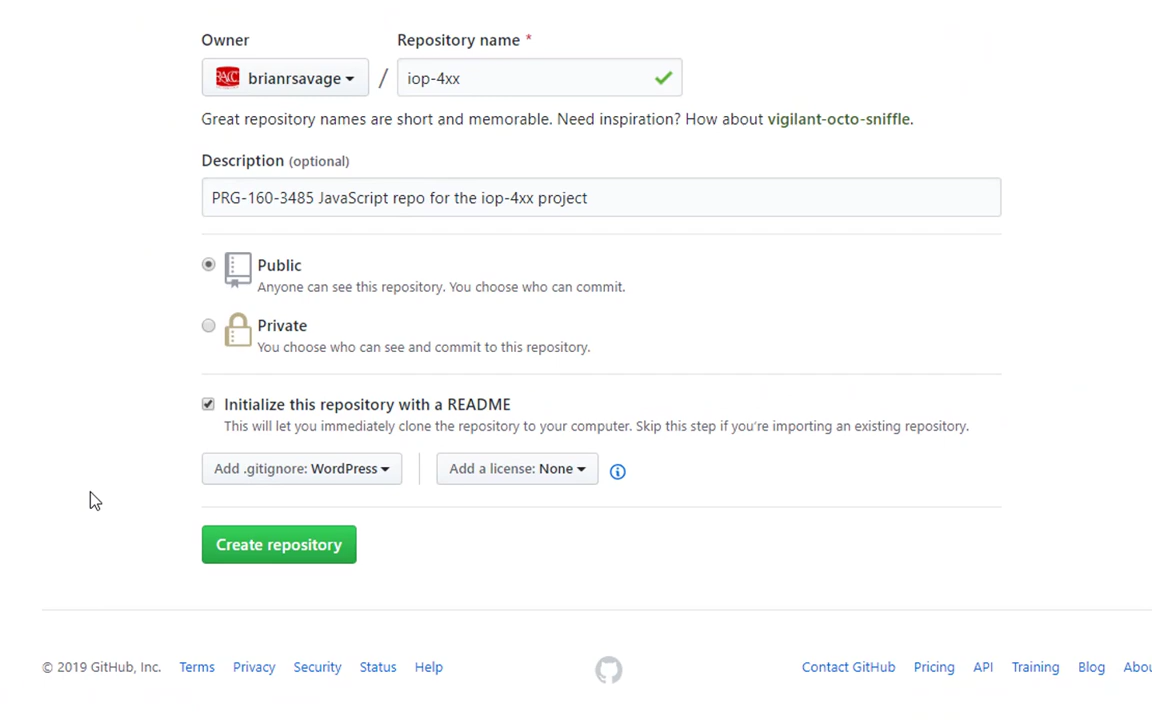 Owner
Repository name *
RACC brianrsavage / iop-4xx
Great repository names are short and memorable. Need inspiration? How about vigilant-octo-sniffle.
Description (optional)
PRG-160-3485 JavaScript repo for the iop-4xx project
Public
Anyone can see this repository. You choose who can commit.
Private
You choose who can see and commit to this repository.
Initialize this repository with a README
This will let you immediately clone the repository to your computer. Skip this step if you're importing an existing repository.
Add .gitignore: WordPress Add a license: None
Create repository
© 2019 GitHub, Inc. Terms Privacy Security Status Help Contact GitHub Pricing API Training Blog Abou